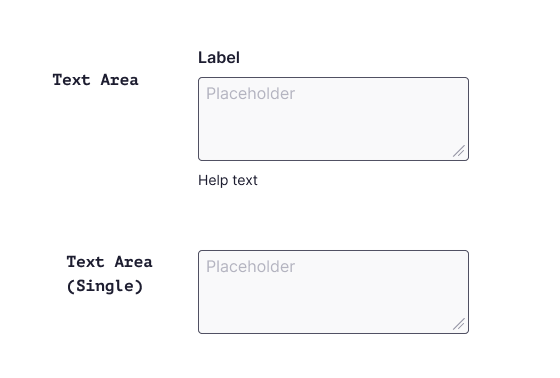 Label
Text Area
Placeholder
Help text
Text Area
(Single)
Placeholder